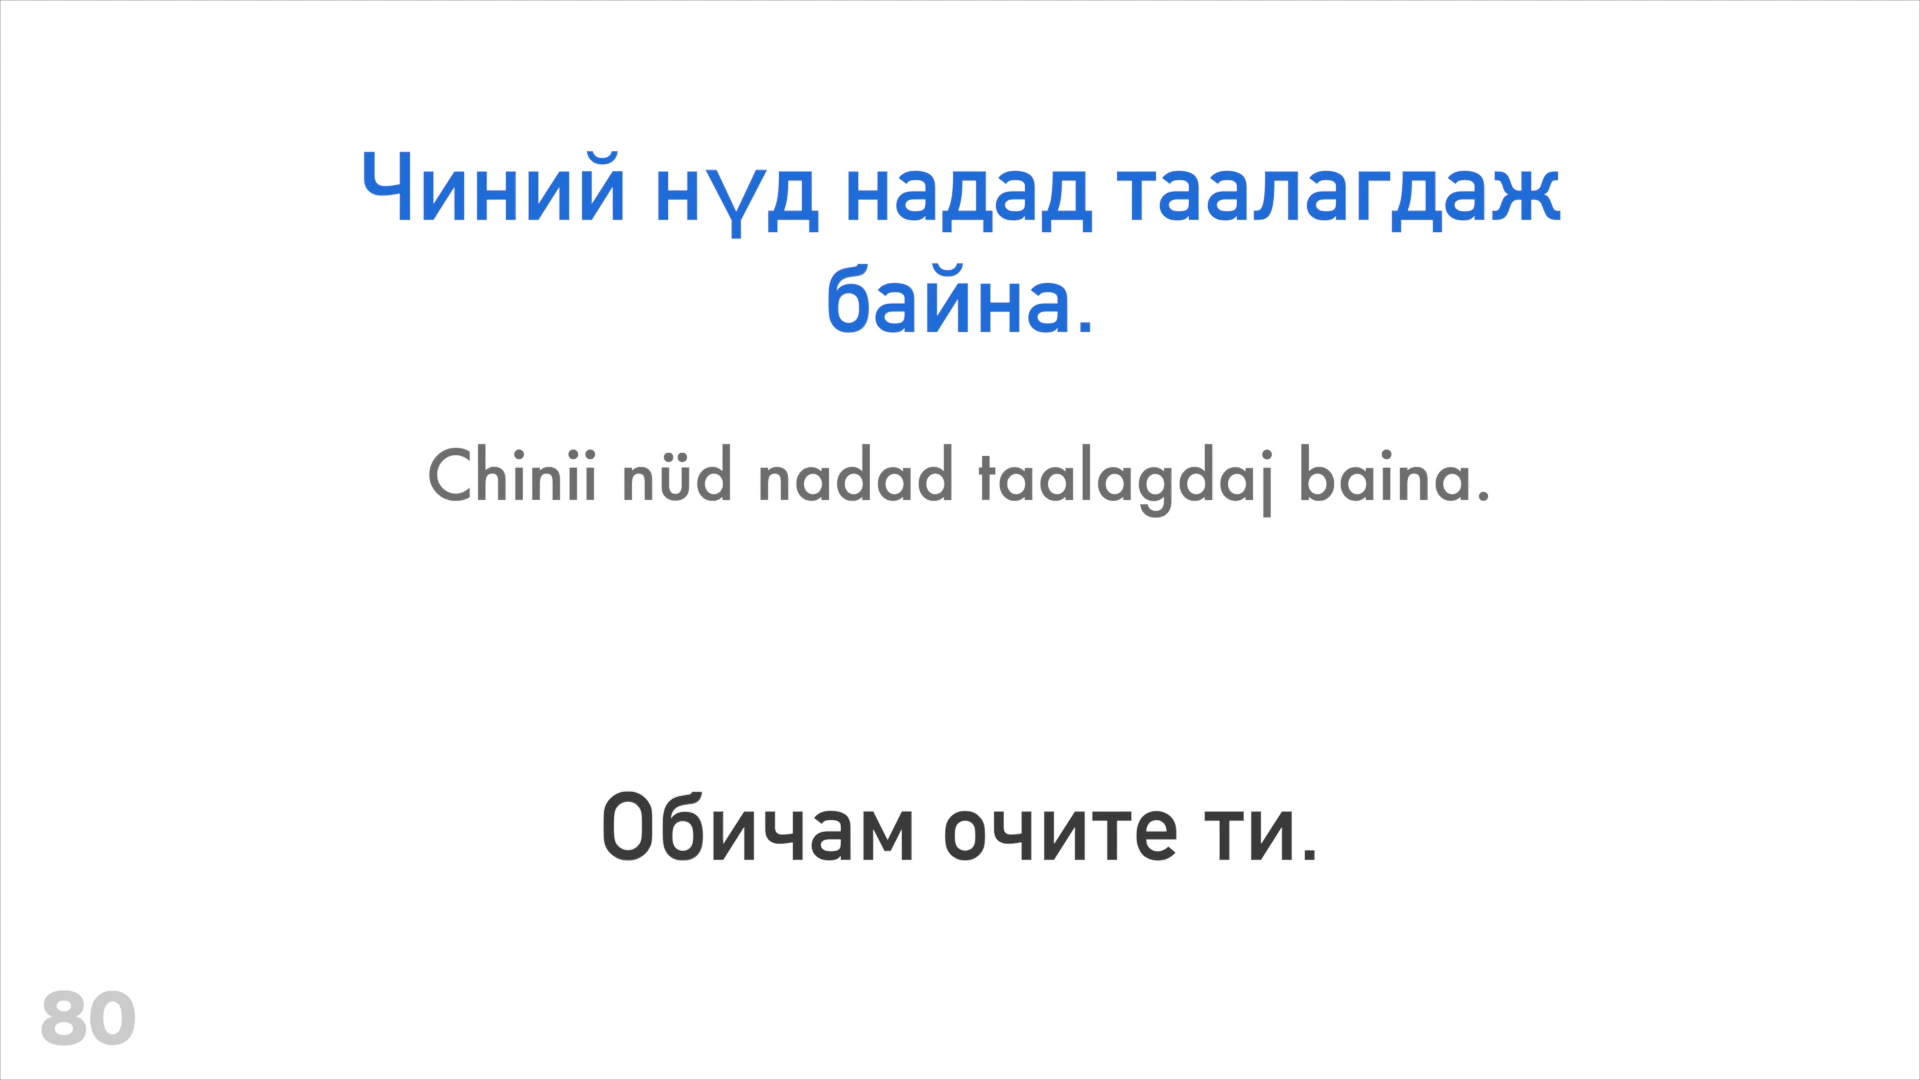 Чиний нүд надад таалагдаж
байна.
Chinii nüd nadad taalagdaj baina.
Обичам очите ти.
80